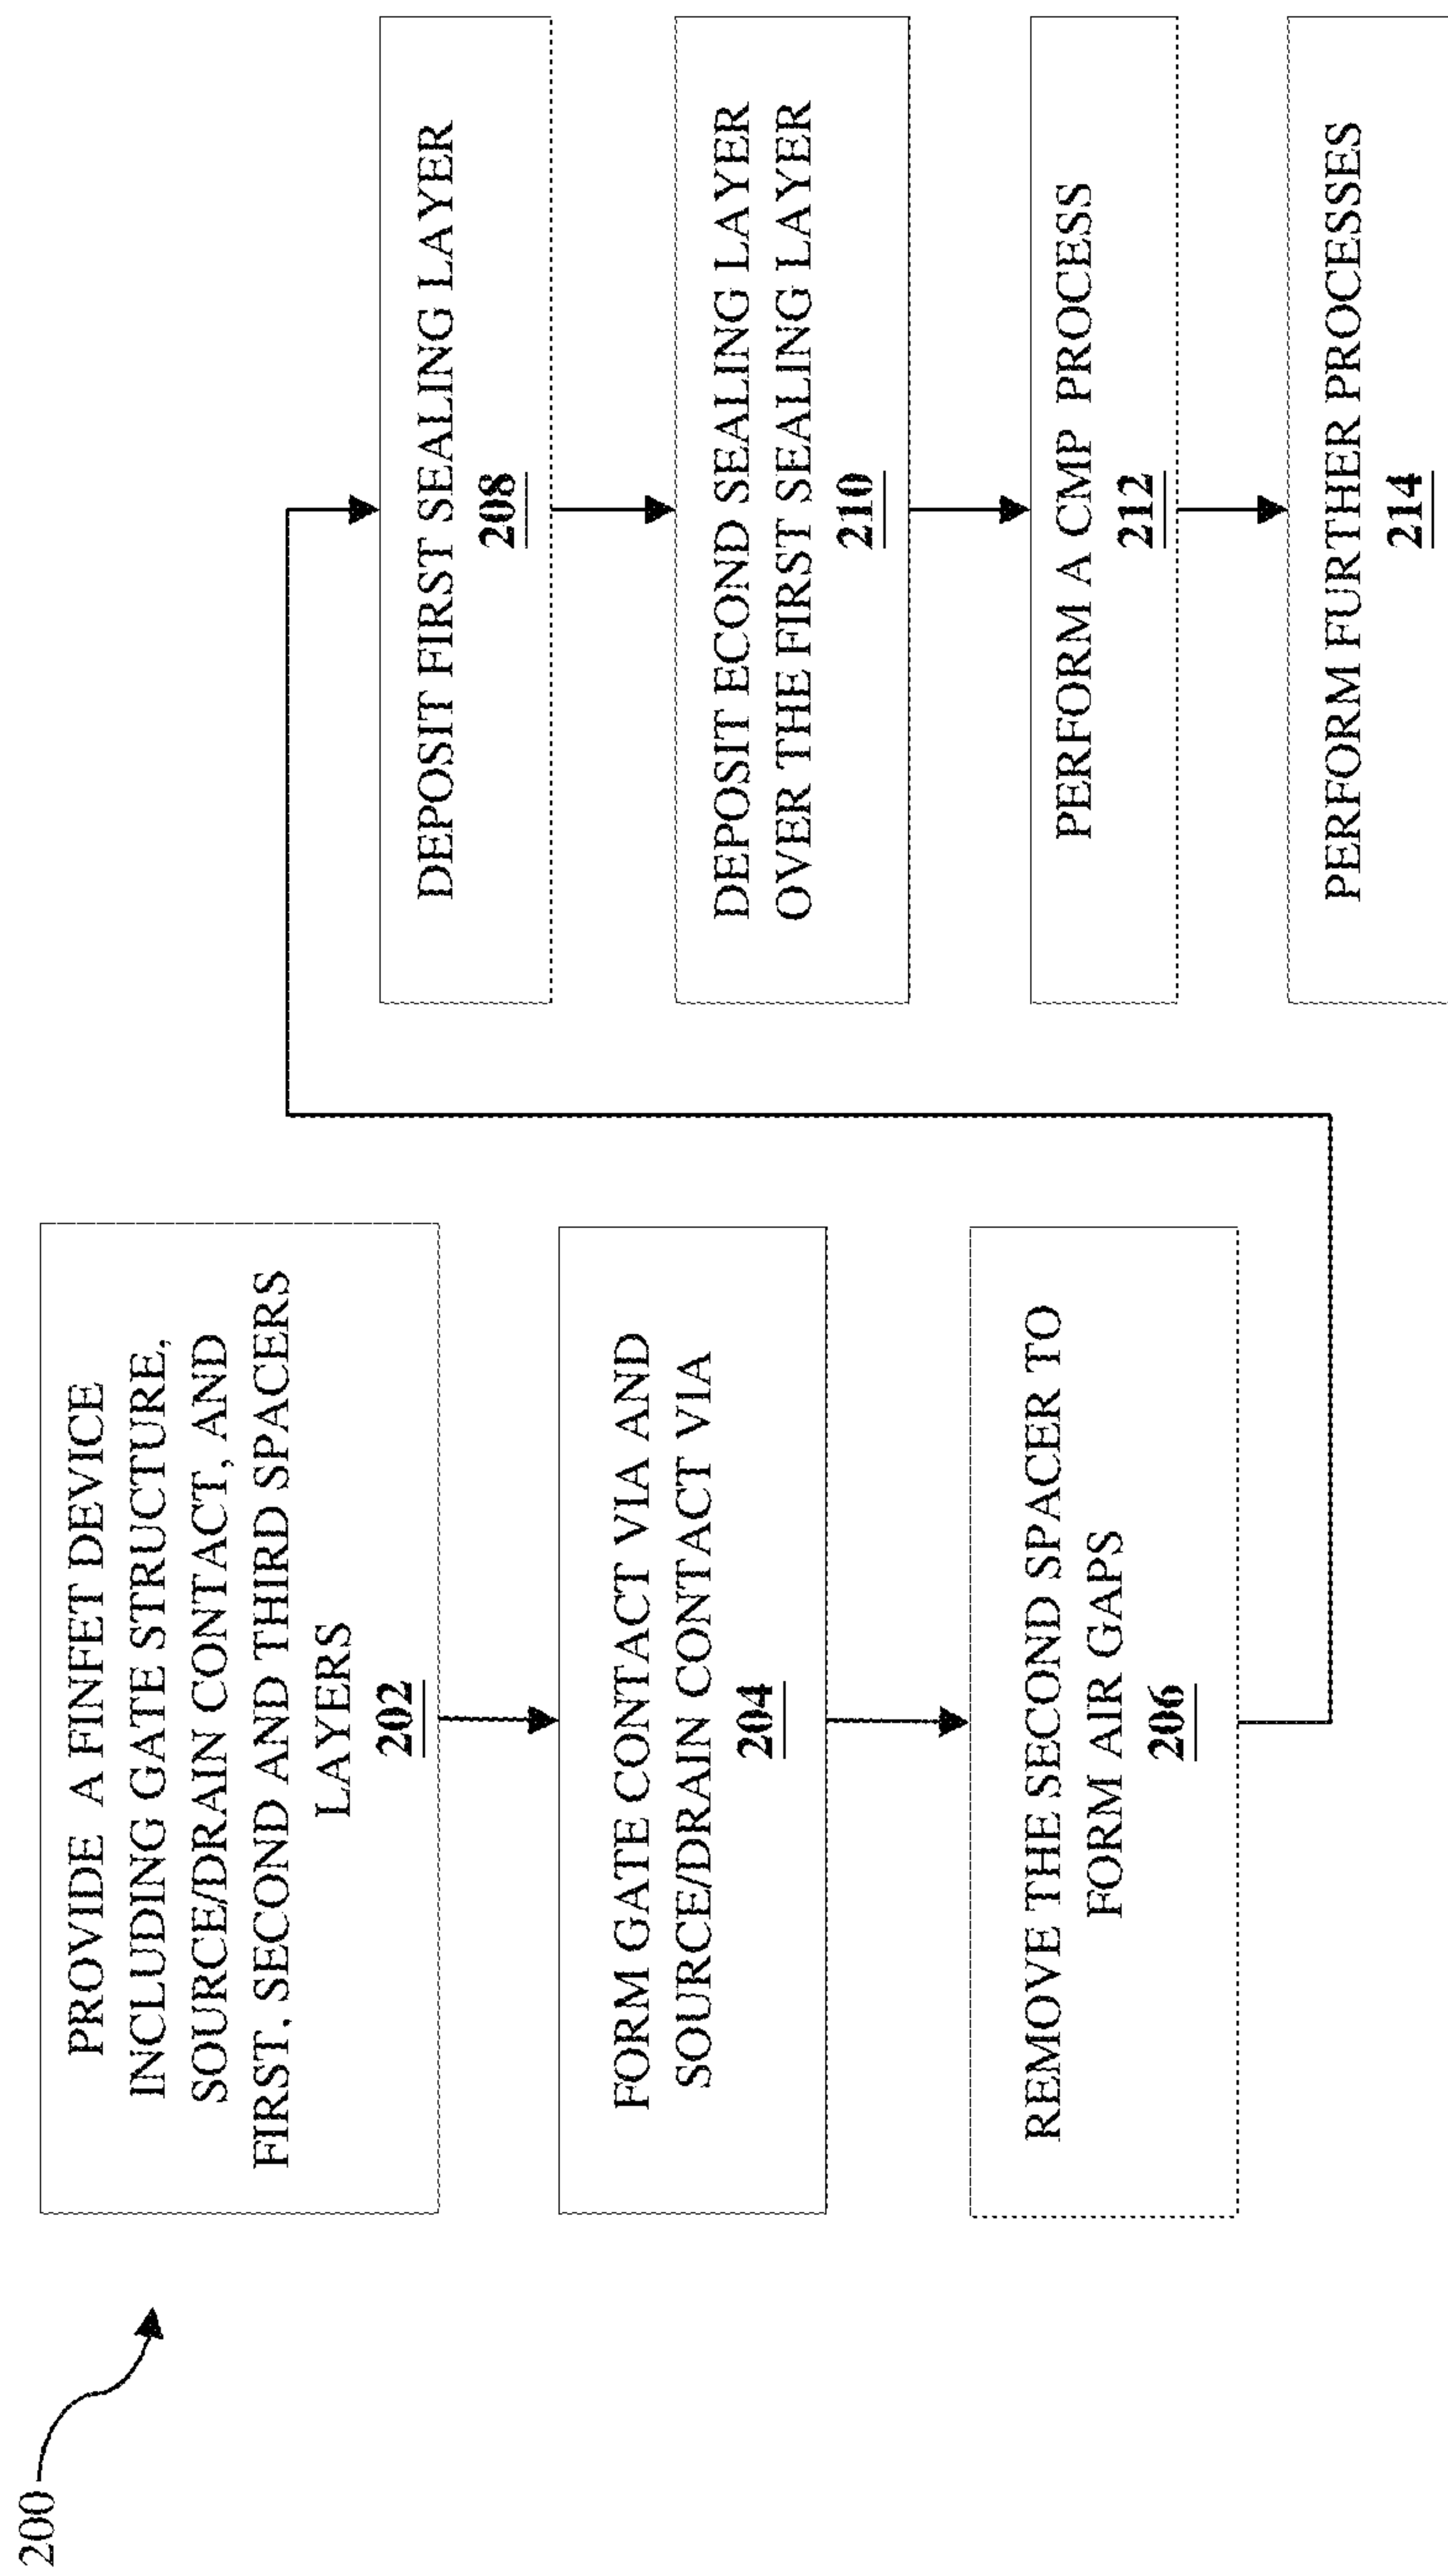 200
PROVIDE A FINFET DEVICE
INCLUDING GATE STRUCTURE,
SOURCE/DRAIN CONTACT, AND
FIRST, SECOND AND THIRD SPACERS
LAYERS
202
FORM GATE CONTACT VIA AND
SOURCE/DRAIN CONTACT VIA
204
REMOVE THE SECOND SPACER TO
FORM AIR GAPS
206
DEPOSIT FIRST SEALING LAYER
208
DEPOSIT ECOND SEALING LAYER
OVER THE FIRST SEALING LAYER
210
PERFORM A CMP PROCESS
212
PERFORM FURTHER PROCESSES
214